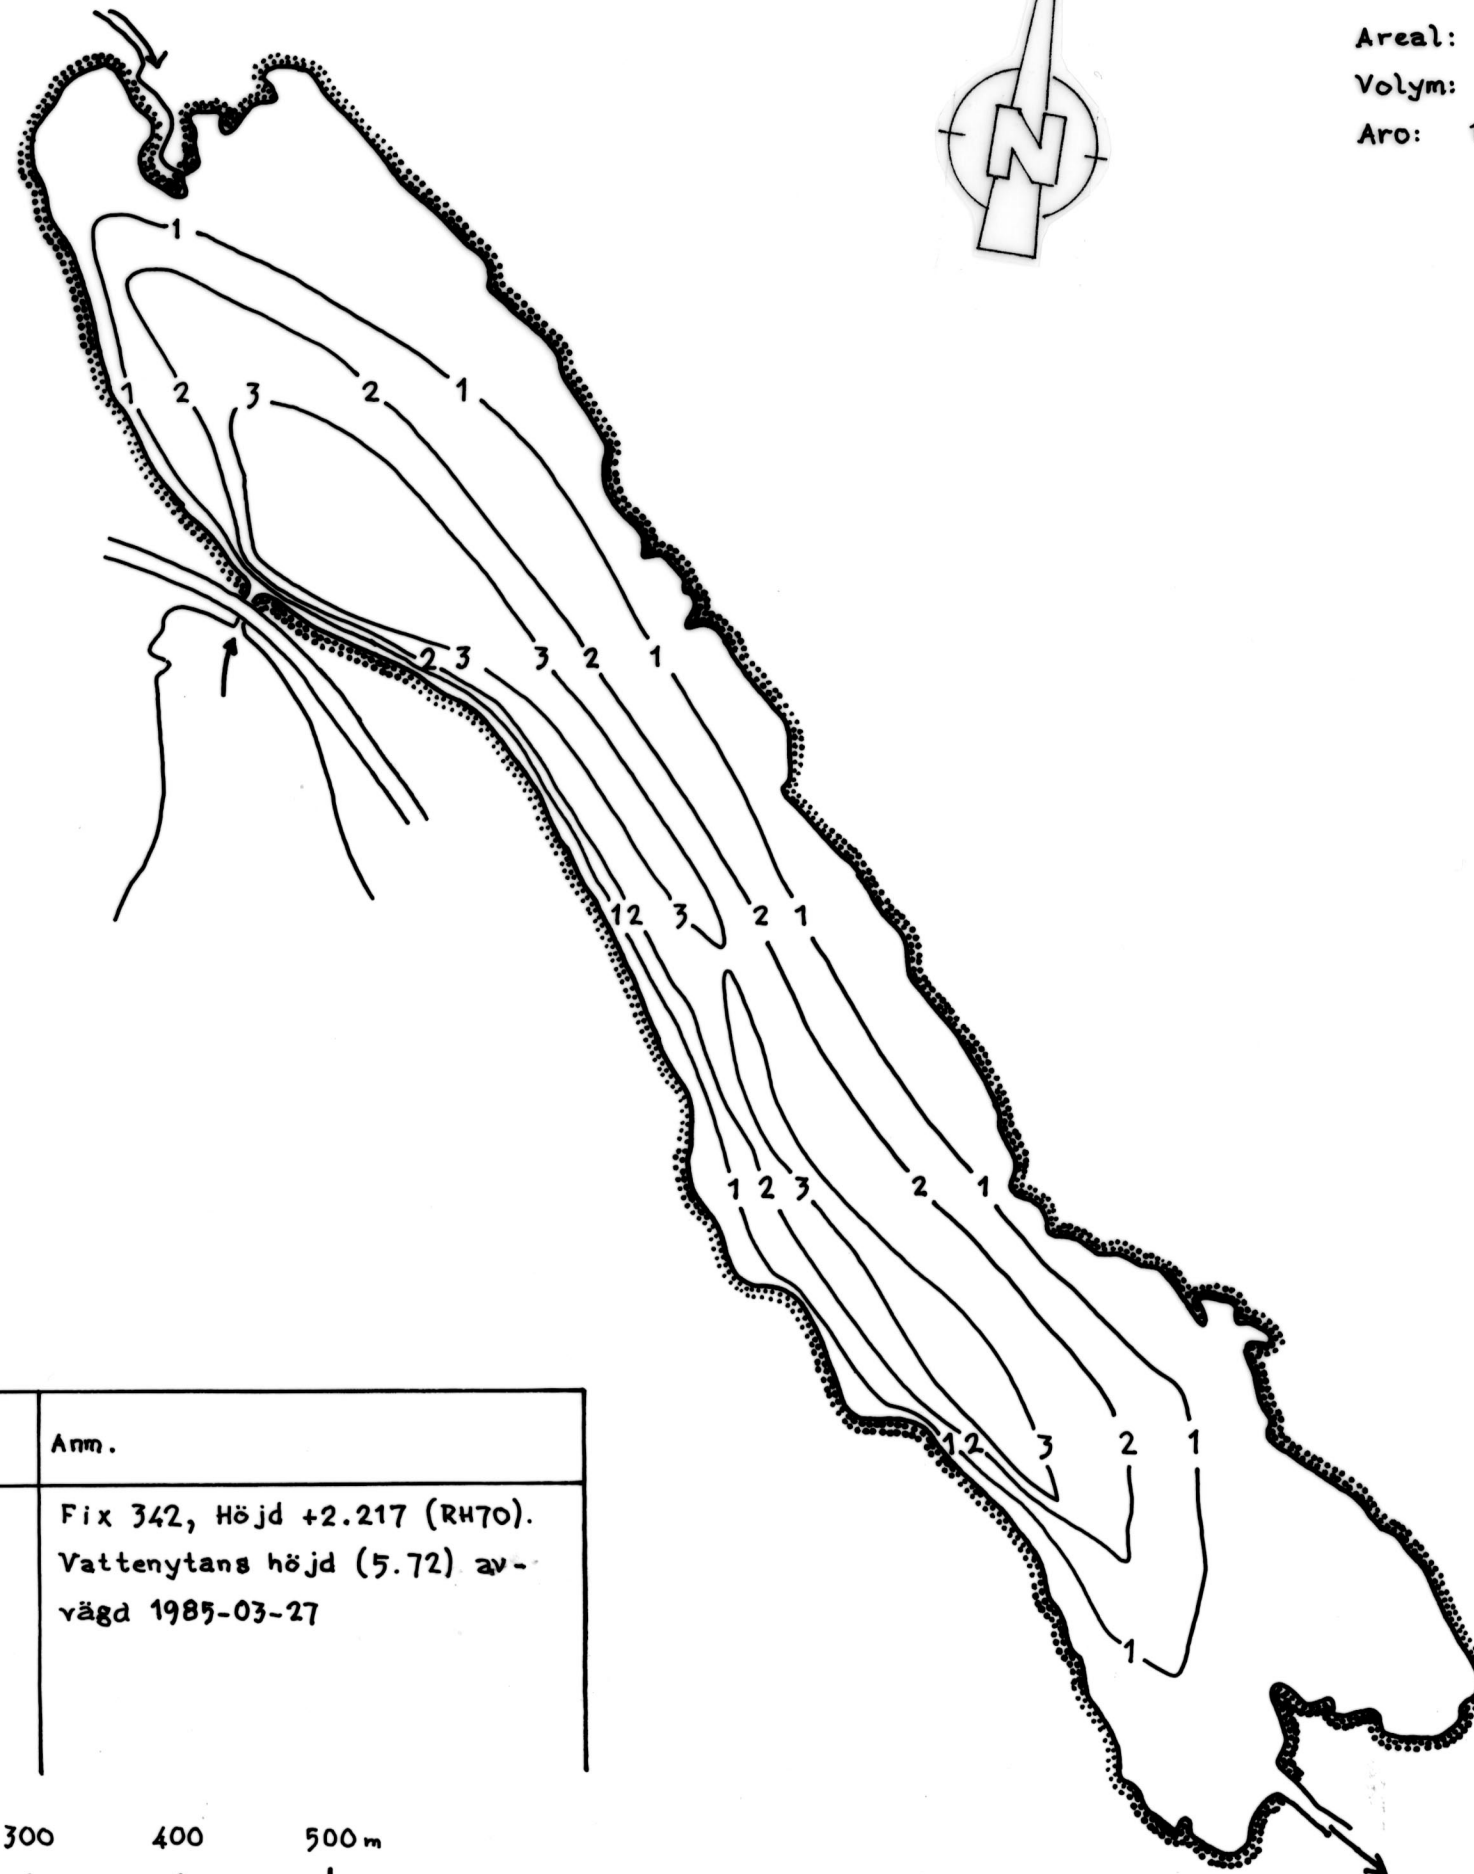 Areal:
Volym:
N
Aro:
1
1 2 3 2 1
2 3 3 2 1
1 2 3 2 1
1 2 3 2 1
Anm.
1 2 3 2 1
Fix 342, Höjd +2.217 (RH70).
Vattenytans höjd (5.72) av-
vägd 1985-03-27
1
300 400 500 m